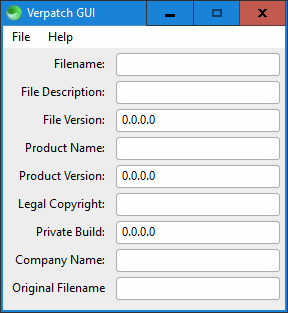 Verpatch GUI
File Help
Filename:
File Description:
File Version: 0.0.0.0
Product Name:
Product Version: 0.0.0.0
Legal Copyright:
Private Build: 0.0.0.0
Company Name:
Original Filename